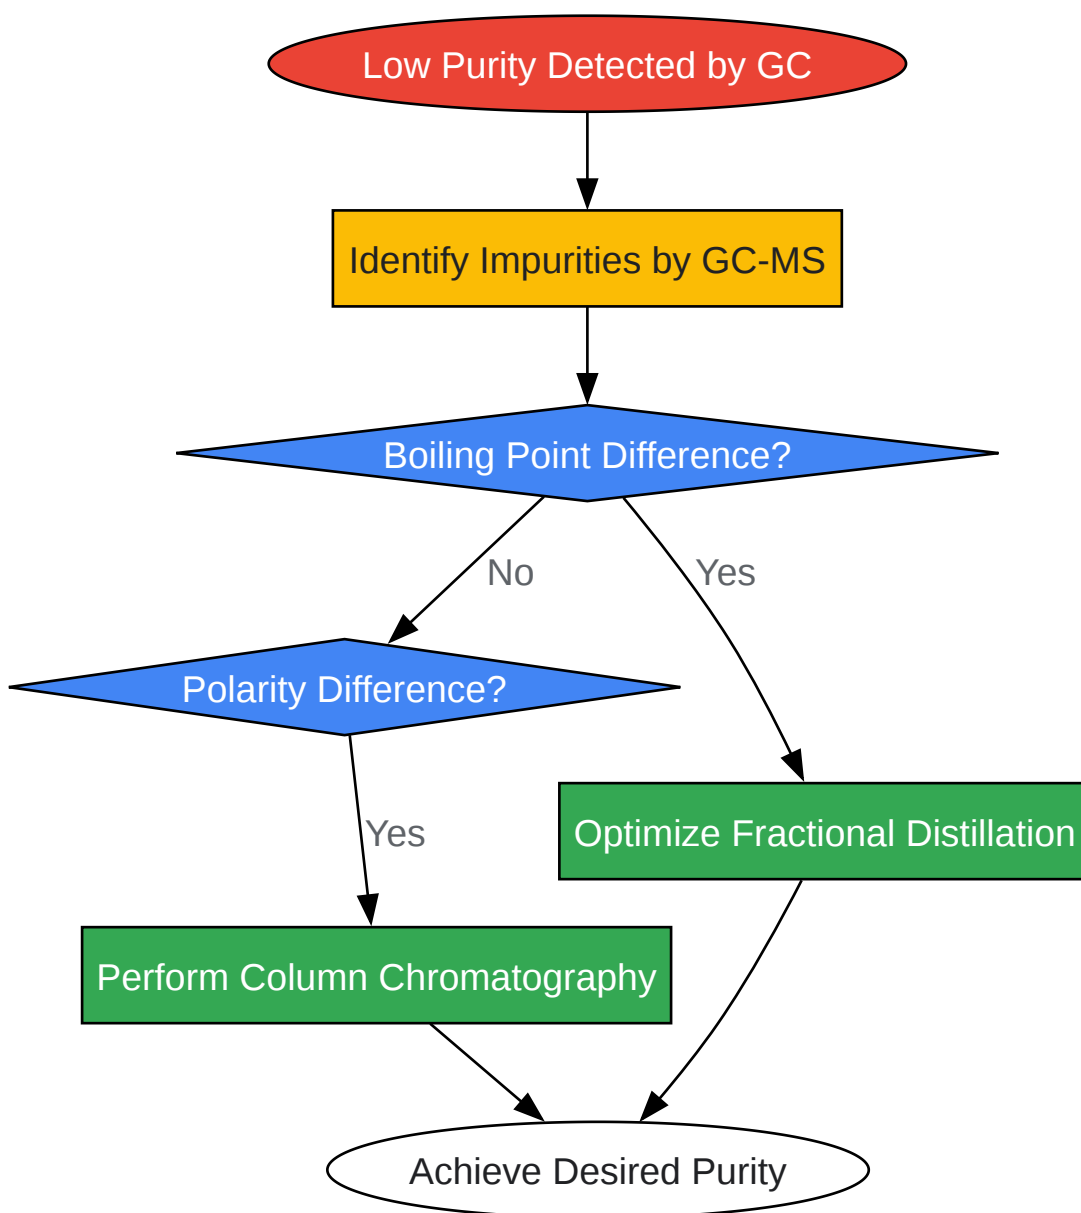 Low Purity Detected by GC
Identify Impurities by GC-MS
Boiling Point Difference?
No
Yes
Polarity Difference?
Yes
Optimize Fractional Distillation
Perform Column Chromatography
Achieve Desired Purity